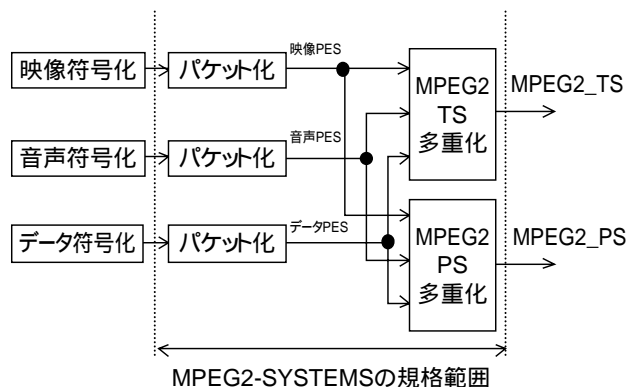 映像符号化
パケット化
映像PES
MPEG2
TS
多重化
MPEG2_TS
音声符号化
パケット化
音声PES
データ符号化
パケット化
データPES
MPEG2
PS
多重化
MPEG2_PS
MPEG2-SYSTEMSの規格範囲